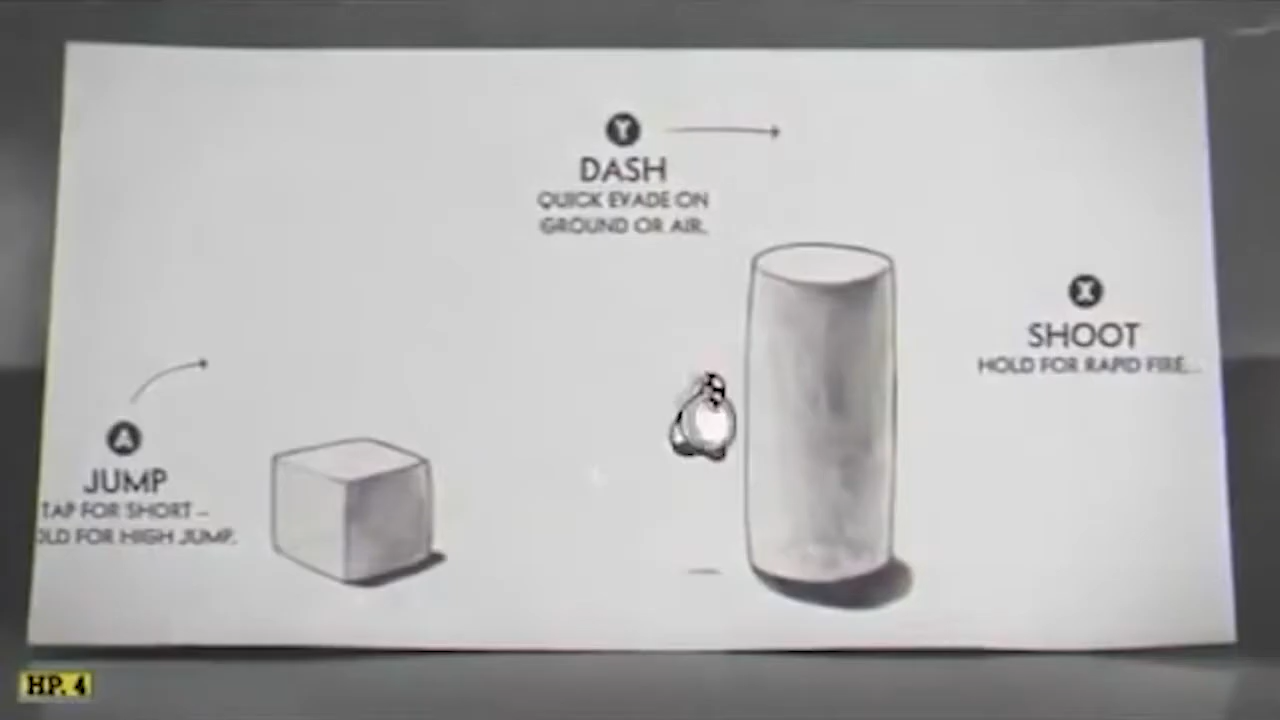 Y
DASH
QUICK EVADE ON
GROUND OR AIR.
X
SHOOT
HOLD FOR RAPID FIRE...
A
JUMP
TAP FOR SHORT –
OLD FOR HIGH JUMP.
HP. 4